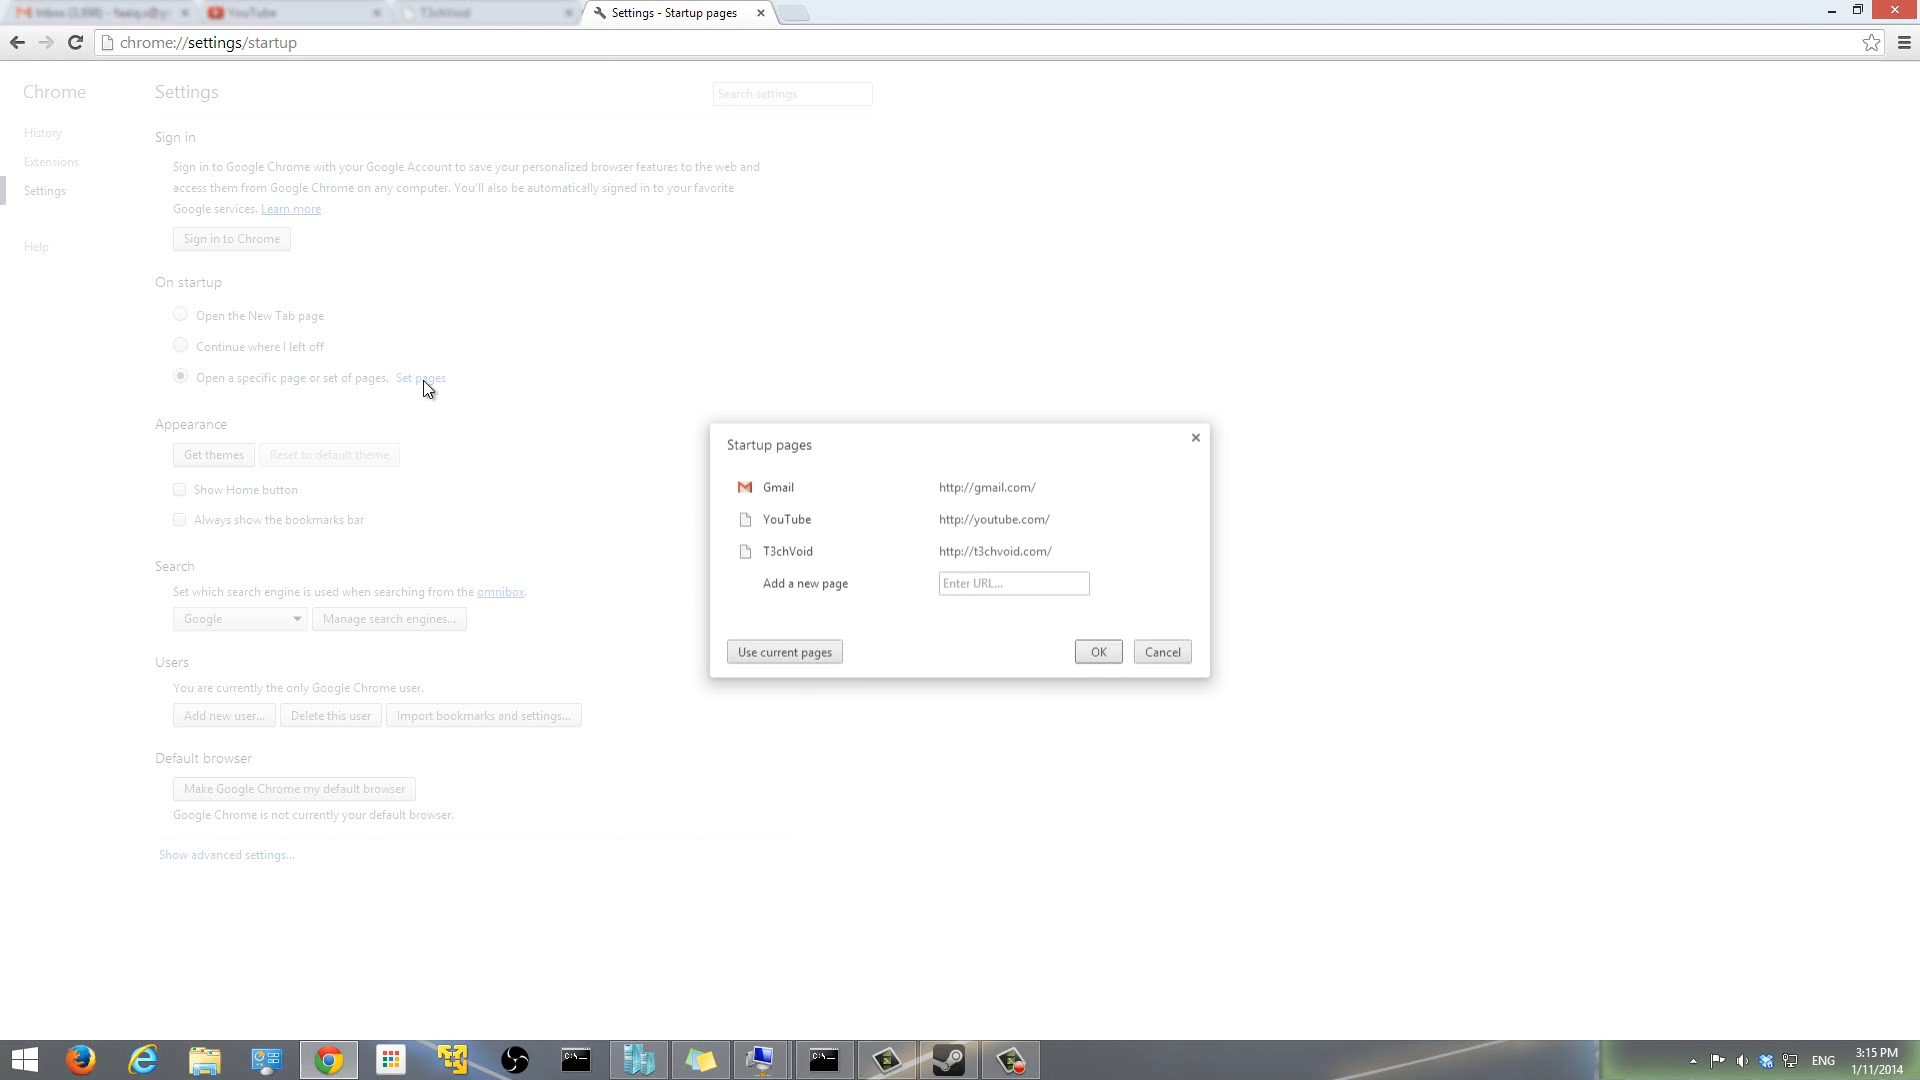 YouTube
T3chVoid
Settings - Startup pages
chrome://settings/startup
Chrome
Settings
Search settings
History
Extensions
Settings
Help
Sign in
Sign in to Google Chrome with your Google Account to save your personalized browser features to the web and
access them from Google Chrome on any computer. You'll also be automatically signed in to your favorite
Google services. Learn more
Sign in to Chrome
On startup
Open the New Tab page
Continue where I left off
Open a specific page or set of pages. Set pages
Appearance
Get themes
Reset to default theme
Show Home button
Always show the bookmarks bar
Search
Set which search engine is used when searching from the omnibox.
Google
Manage search engines...
Users
You are currently the only Google Chrome user.
Add new user...
Delete this user
Import bookmarks and settings...
Default browser
Make Google Chrome my default browser
Google Chrome is not currently your default browser.
Show advanced settings...
Startup pages
Gmail
http://gmail.com/
YouTube
http://youtube.com/
T3chVoid
http://t3chvoid.com/
Add a new page
Enter URL...
Use current pages
OK
Cancel
ENG
3:15 PM
1/11/2014